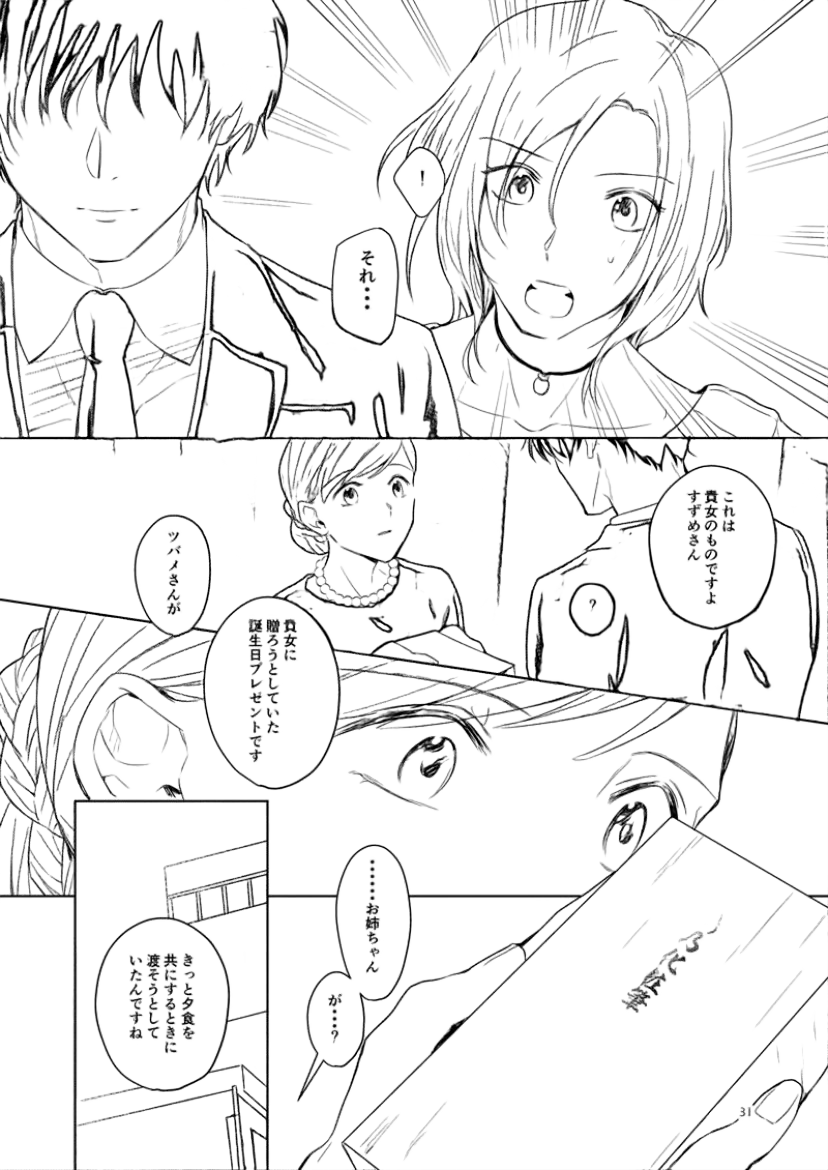 ！
それ・・・
これは
貴女のものですよ
すずめさん
？
ツバメさんが
貴女に
贈ろうとしていた
誕生日プレゼントです
・・・・・・お姉ちゃん
が・・・？
きっと夕食を
共にするときに
渡そうとして
いたんですね
化粧筆
31